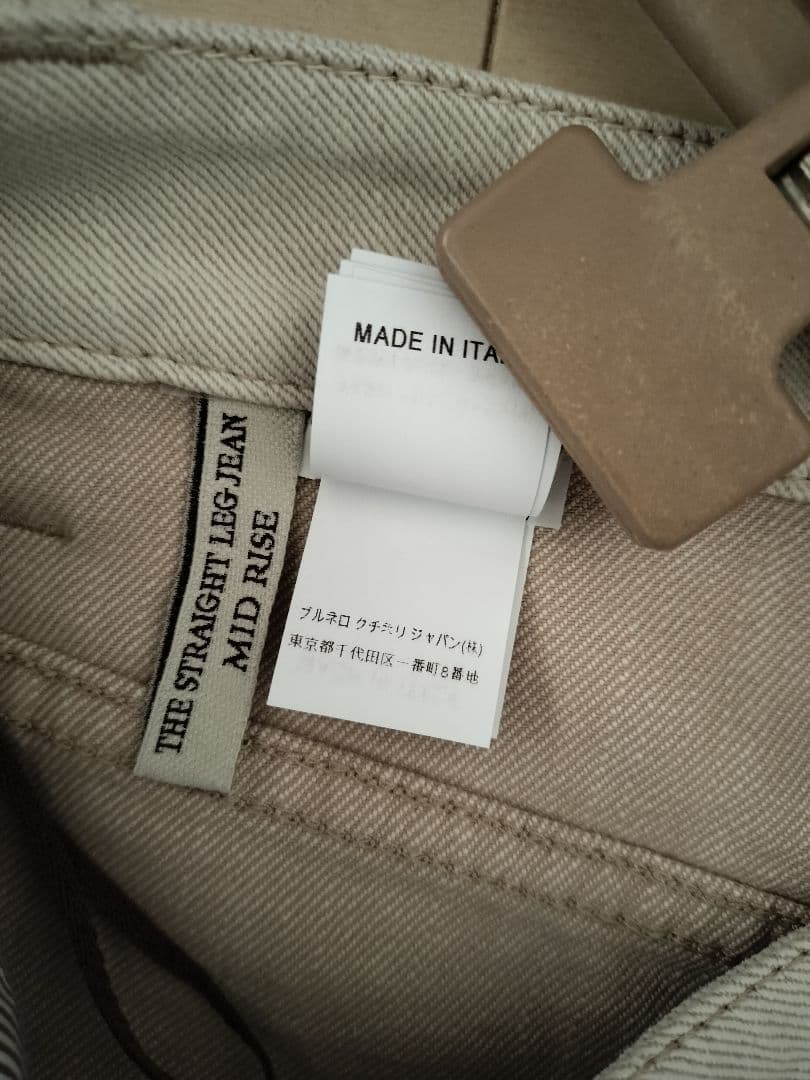 MADE IN ITA
THE STRAIGHT LEG JEAN
MID RISE
ブルネロ クチネリ ジャパン(株)
東京都千代田区一番町8番地